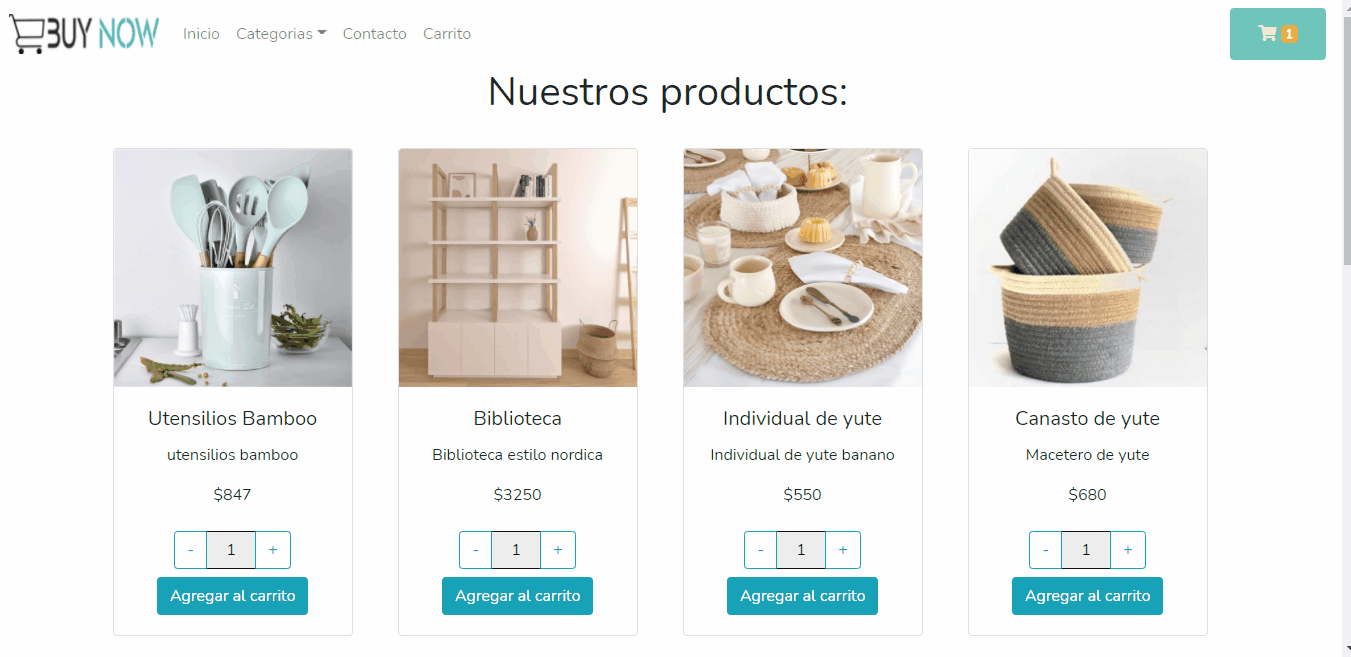 BUY NOW
Inicio Categorias Contacto Carrito
1
Nuestros productos:
Utensilios Bamboo
utensilios bamboo
$847
- 1 +
Agregar al carrito
Biblioteca
Biblioteca estilo nordica
$3250
- 1 +
Agregar al carrito
Individual de yute
Individual de yute banano
$550
- 1 +
Agregar al carrito
Canasto de yute
Macetero de yute
$680
- 1 +
Agregar al carrito